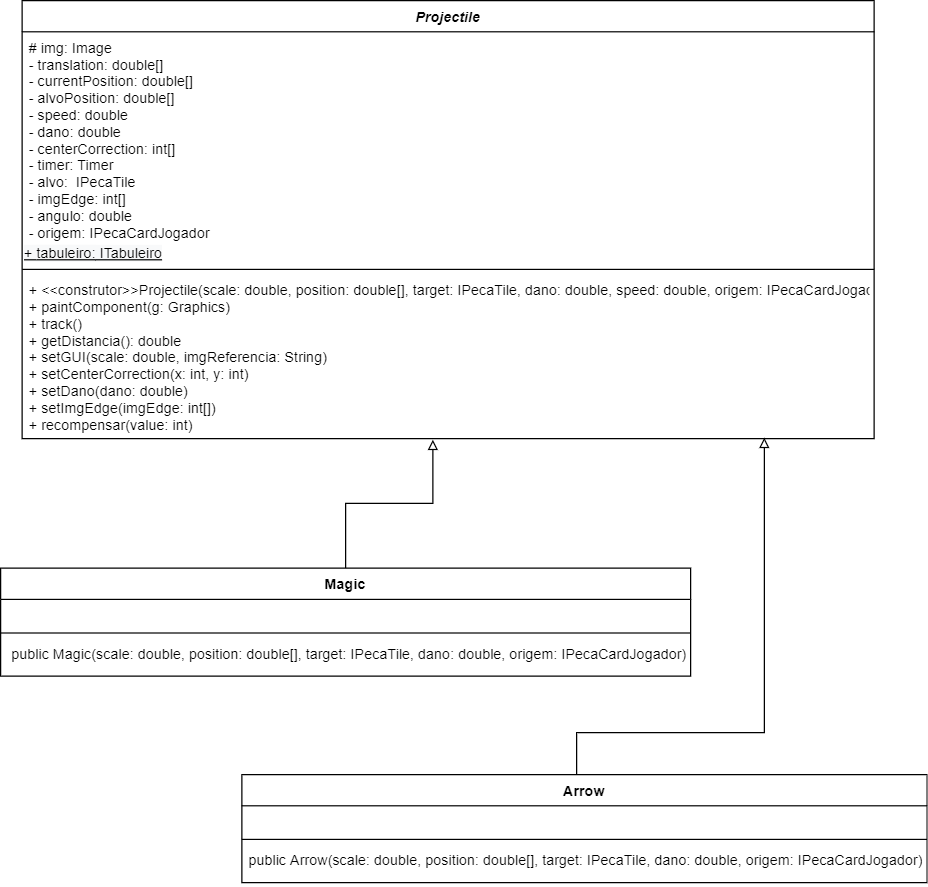 Projectile
# img: Image
- translation: double[]
- currentPosition: double[]
- alvoPosition: double[]
- speed: double
- dano: double
- centerCorrection: int[]
- timer: Timer
- alvo:  IPecaTile
- imgEdge: int[]
- angulo: double
- origem: IPecaCardJogador
+ tabuleiro: ITabuleiro
+ <<construtor>>Projectile(scale: double, position: double[], target: IPecaTile, dano: double, speed: double, origem: IPecaCardJogad
+ paintComponent(g: Graphics)
+ track()
+ getDistancia(): double
+ setGUI(scale: double, imgReferencia: String)
+ setCenterCorrection(x: int, y: int)
+ setDano(dano: double)
+ setImgEdge(imgEdge: int[])
+ recompensar(value: int)
Magic
public Magic(scale: double, position: double[], target: IPecaTile, dano: double, origem: IPecaCardJogador)
Arrow
public Arrow(scale: double, position: double[], target: IPecaTile, dano: double, origem: IPecaCardJogador)